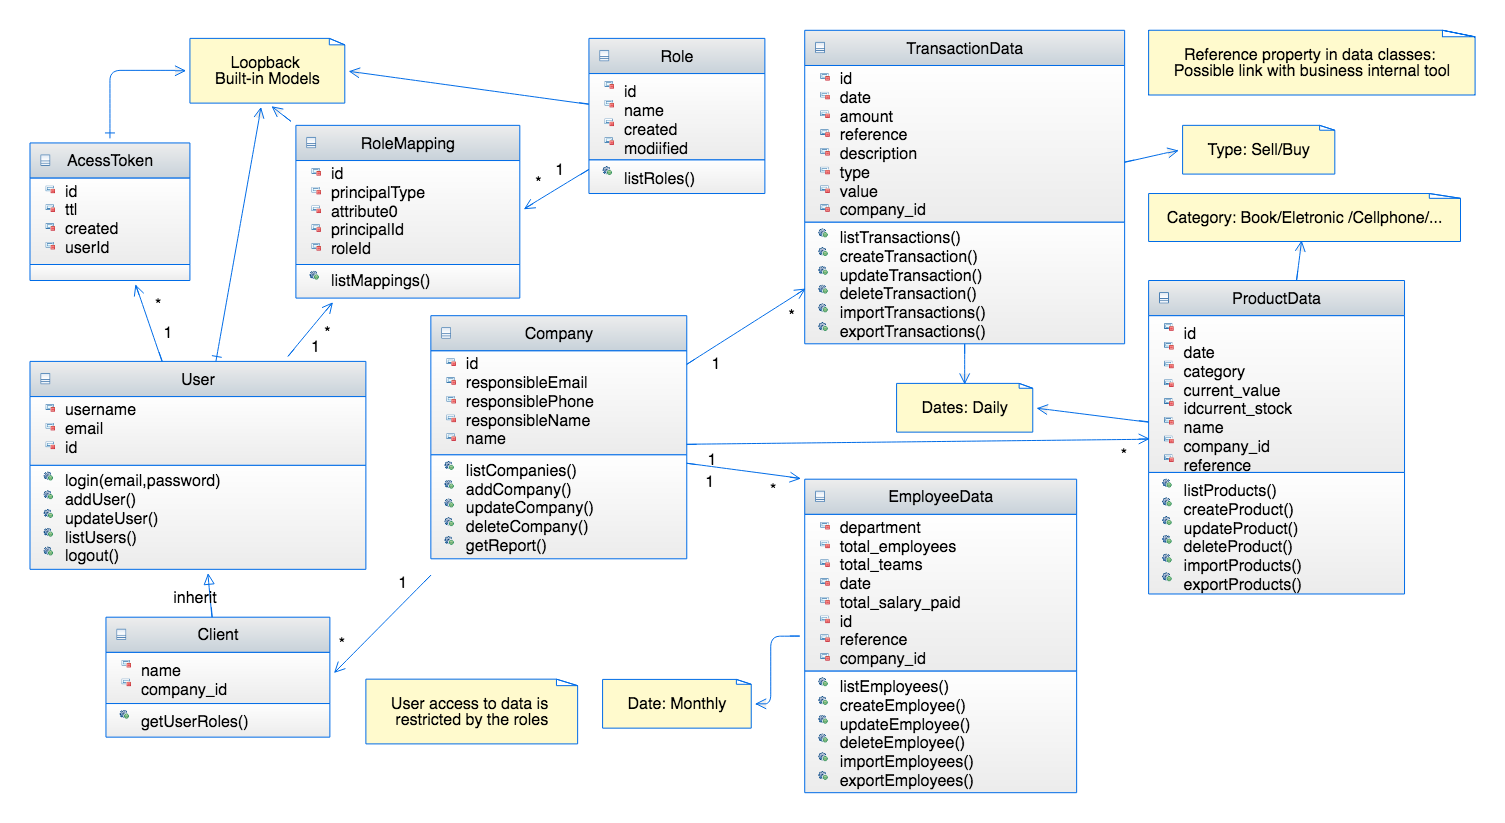 Loopback
Built-in Models
AcessToken
id
ttl
created
userId
RoleMapping
id
principalType
attribute0
principalId
roleId
listMappings()
Role
id
name
created
modiified
listRoles()
1
*
TransactionData
id
date
amount
reference
description
type
value
company_id
listTransactions()
createTransaction()
updateTransaction()
deleteTransaction()
importTransactions()
exportTransactions()
Reference property in data classes:
Possible link with business internal tool
Type: Sell/Buy
Category: Book/Eletronic /Cellphone/...
*
1
*
1
User
username
email
id
login(email,password)
addUser()
updateUser()
listUsers()
logout()
inherit
Client
name
company_id
getUserRoles()
Company
id
responsibleEmail
responsiblePhone
responsibleName
name
listCompanies()
addCompany()
updateCompany()
deleteCompany()
getReport()
*
1
1
*
1
*
1
*
Dates: Daily
ProductData
id
date
category
current_value
idcurrent_stock
name
company_id
reference
listProducts()
createProduct()
updateProduct()
deleteProduct()
importProducts()
exportProducts()
EmployeeData
department
total_employees
total_teams
date
total_salary_paid
id
reference
company_id
listEmployees()
createEmployee()
updateEmployee()
deleteEmployee()
importEmployees()
exportEmployees()
User access to data is
restricted by the roles
Date: Monthly